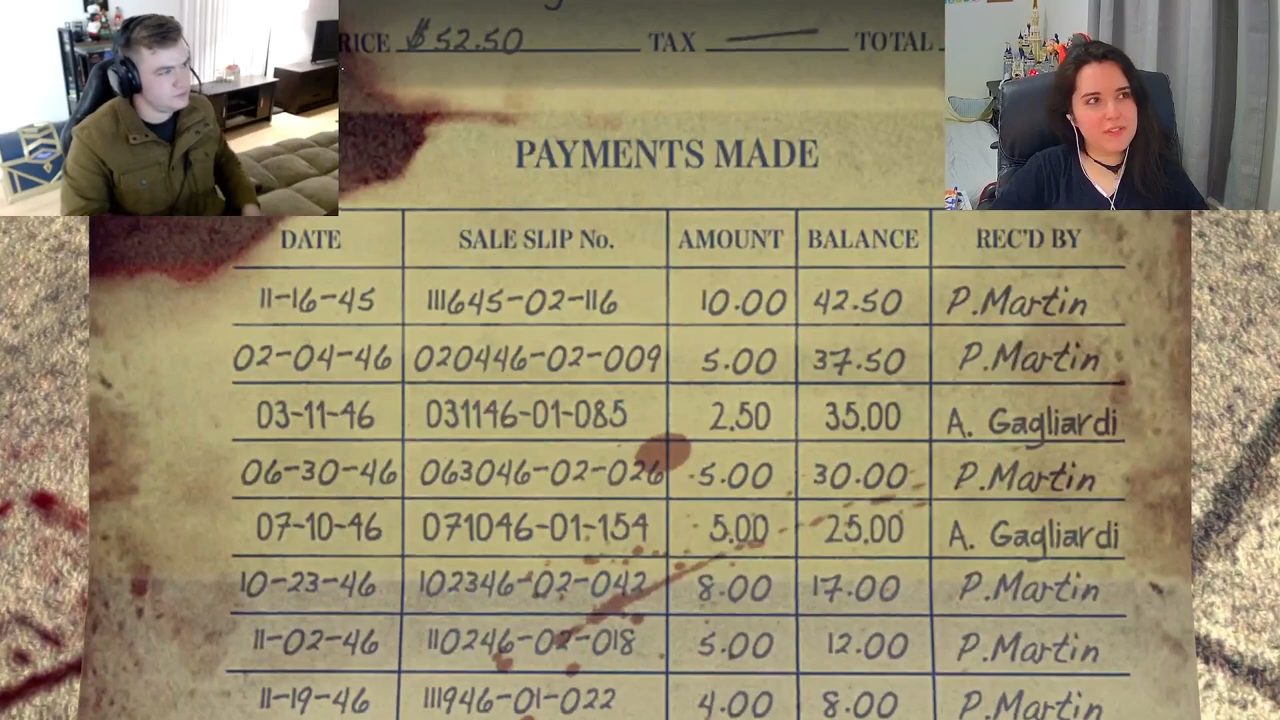 RICE $52.50 TAX — TOTAL
PAYMENTS MADE
DATE SALE SLIP No. AMOUNT BALANCE REC'D BY
11-16-45 111645-02-116 10.00 42.50 P.Martin
02-04-46 020446-02-009 5.00 37.50 P.Martin
03-11-46 031146-01-085 2.50 35.00 A. Gagliardi
06-30-46 063046-02-026 5.00 30.00 P.Martin
07-10-46 071046-01-154 5.00 25.00 A. Gagliardi
10-23-46 102346-02-042 8.00 17.00 P.Martin
11-02-46 110246-02-018 5.00 12.00 P.Martin
11-19-46 111946-01-022 4.00 8.00 P.Martin